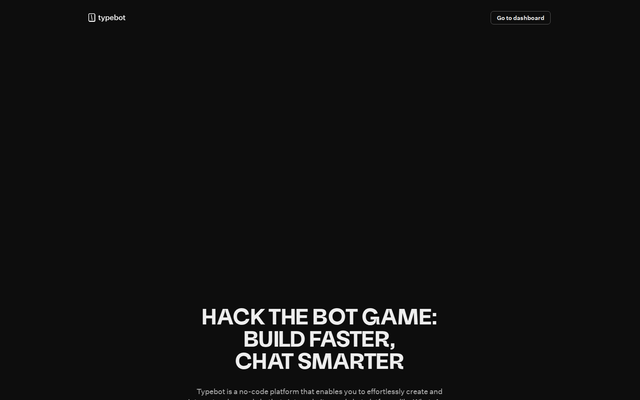 typebot
Go to dashboard
HACK THE BOT GAME:
BUILD FASTER,
CHAT SMARTER
Typebot is a no-code platform that enables you to effortlessly create and